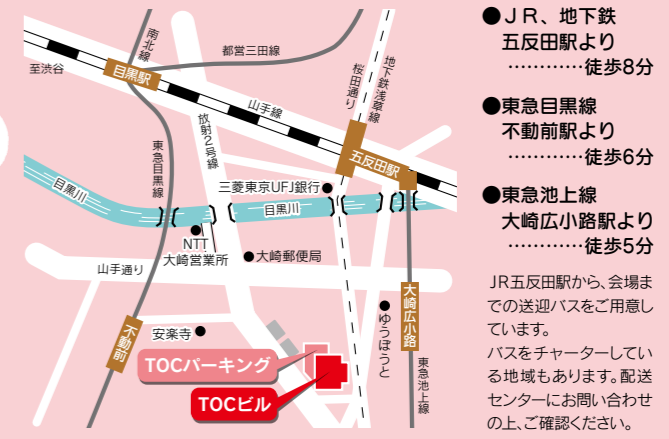 南北線
都営三田線
至渋谷
目黒駅
山手線
地下鉄浅草線
桜田通り
放射2号線
東急目黒線
五反田駅
三菱東京UFJ銀行
目黒川
目黒川
NTT
大崎営業所
大崎郵便局
山手通り
大崎広小路
ゆうぽうと
不動前
安楽寺
TOCパーキング
TOCビル
東急池上線
●JR、地下鉄
五反田駅より
…………徒歩8分
●東急目黒線
不動前駅より
…………徒歩6分
●東急池上線
大崎広小路駅より
…………徒歩5分
JR五反田駅から、会場ま
での送迎バスをご用意し
ています。
バスをチャーターしてい
る地域もあります。配送
センターにお問い合わせ
の上、ご確認ください。